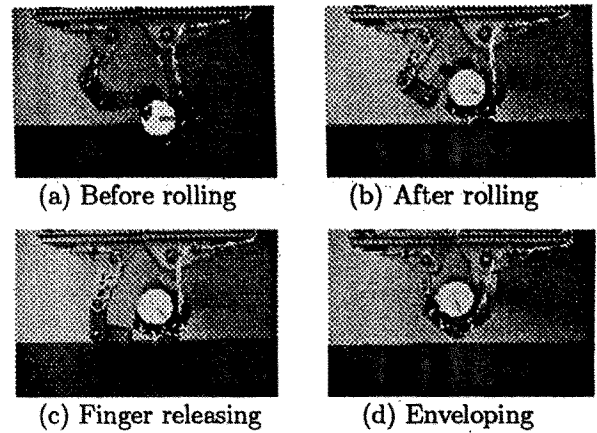 (a) Before rolling
(b) After rolling
(c) Finger releasing
(d) Enveloping